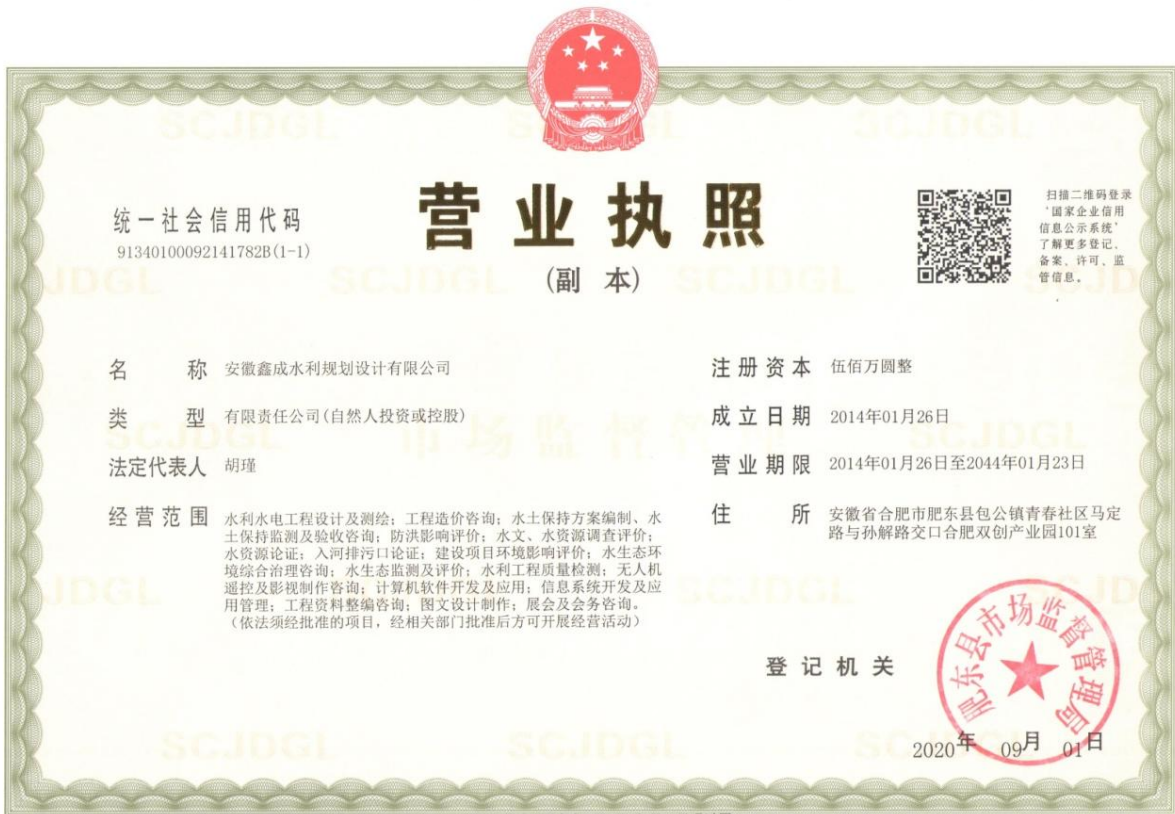 统一社会信用代码
91340100092141782B(1-1)
营业执照
(副 本)
扫描二维码登录
‘国家企业信用
信息公示系统’
了解更多登记、
备案、许可、监
管信息。
名 称 安徽鑫成水利规划设计有限公司
类 型 有限责任公司(自然人投资或控股)
法定代表人 胡瑾
经营范围 水利水电工程设计及测绘；工程造价咨询；水土保持方案编制、水
土保持监测及验收咨询；防洪影响评价；水文、水资源调查评价；
水资源论证；入河排污口论证；建设项目环境影响评价；水生态环
境综合治理咨询；水生态监测及评价；水利工程质量检测；无人机
遥控及影视制作咨询；计算机软件开发及应用；信息系统开发及应
用管理；工程资料整编咨询；图文设计制作；展会及会务咨询。
（依法须经批准的项目，经相关部门批准后方可开展经营活动）
注册资本 伍佰万圆整
成立日期 2014年01月26日
营业期限 2014年01月26日至2044年01月23日
住 所 安徽省合肥市肥东县包公镇青春社区马定
路与孙解路交口合肥双创产业园101室
登记机关
肥东县市场监督管理局
2020年 09月 01日
SCJDGL
市场监督管理